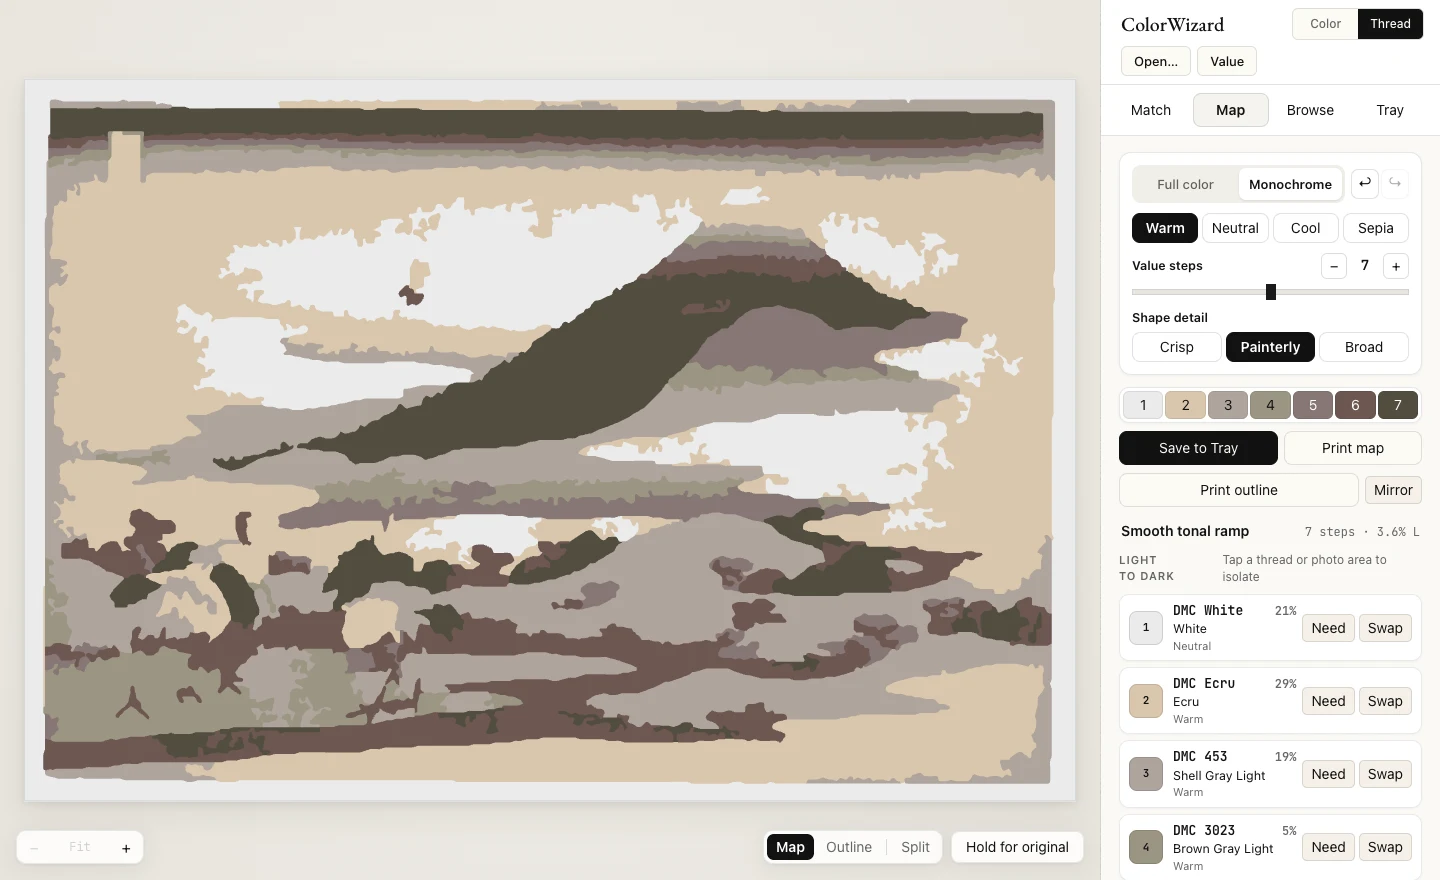 ColorWizard
Color
Thread
Open...
Value
Match
Map
Browse
Tray
Full color
Monochrome
Warm
Neutral
Cool
Sepia
Value steps
− 7 +
Shape detail
Crisp
Painterly
Broad
1 2 3 4 5 6 7
Save to Tray
Print map
Print outline
Mirror
Smooth tonal ramp
7 steps · 3.6% L
LIGHT
TO DARK
Tap a thread or photo area to
isolate
1
DMC White
21%
White
Neutral
Need
Swap
2
DMC Ecru
29%
Ecru
Warm
Need
Swap
3
DMC 453
19%
Shell Gray Light
Warm
Need
Swap
4
DMC 3023
5%
Brown Gray Light
Warm
Need
Swap
− Fit +
Map
Outline
Split
Hold for original